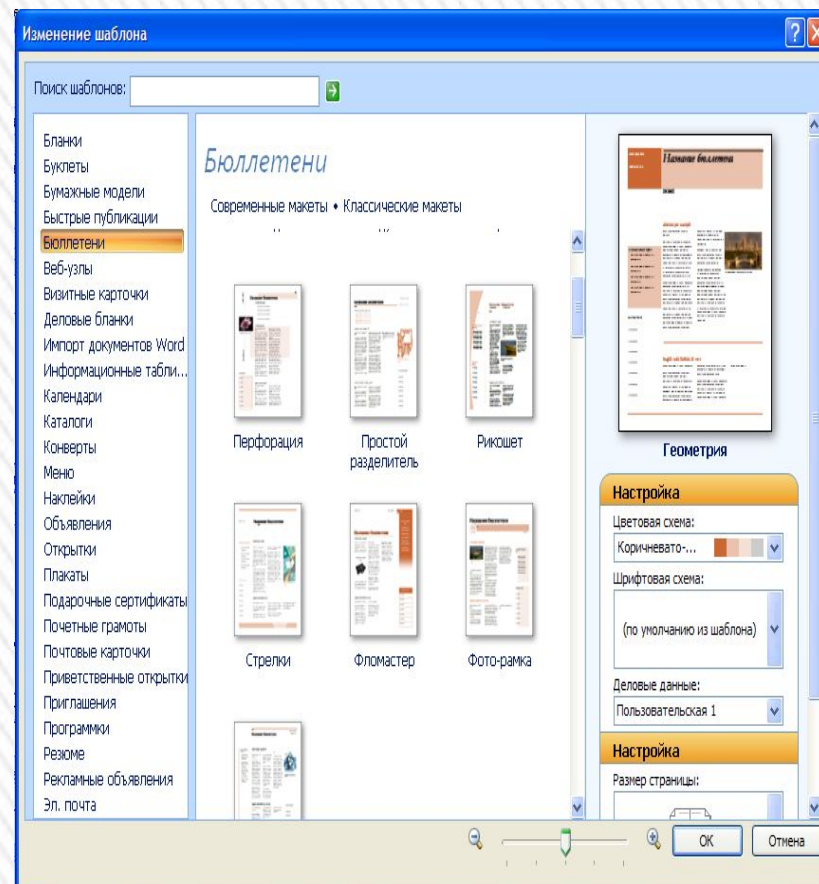 Изменение шаблона
Поиск шаблонов:
Бланки
Буклеты
Бумажные модели
Быстрые публикации
Бюллетени
Веб-узлы
Визитные карточки
Деловые бланки
Импорт документов Word
Информационные табли...
Календари
Каталоги
Конверты
Меню
Наклейки
Объявления
Открытки
Плакаты
Подарочные сертификаты
Почетные грамоты
Почтовые карточки
Приветственные открытки
Приглашения
Программки
Резюме
Рекламные объявления
Эл. почта
Бюллетени
Современные макеты • Классические макеты
Перфорация
Простой
разделитель
Рикошет
Стрелки
Фломастер
Фото-рамка
Название бюллетеня
Геометрия
Настройка
Цветовая схема:
Коричневато-...
Шрифтовая схема:
(по умолчанию из шаблона)
Деловые данные:
Пользовательская 1
Настройка
Размер страницы:
ОК
Отмена